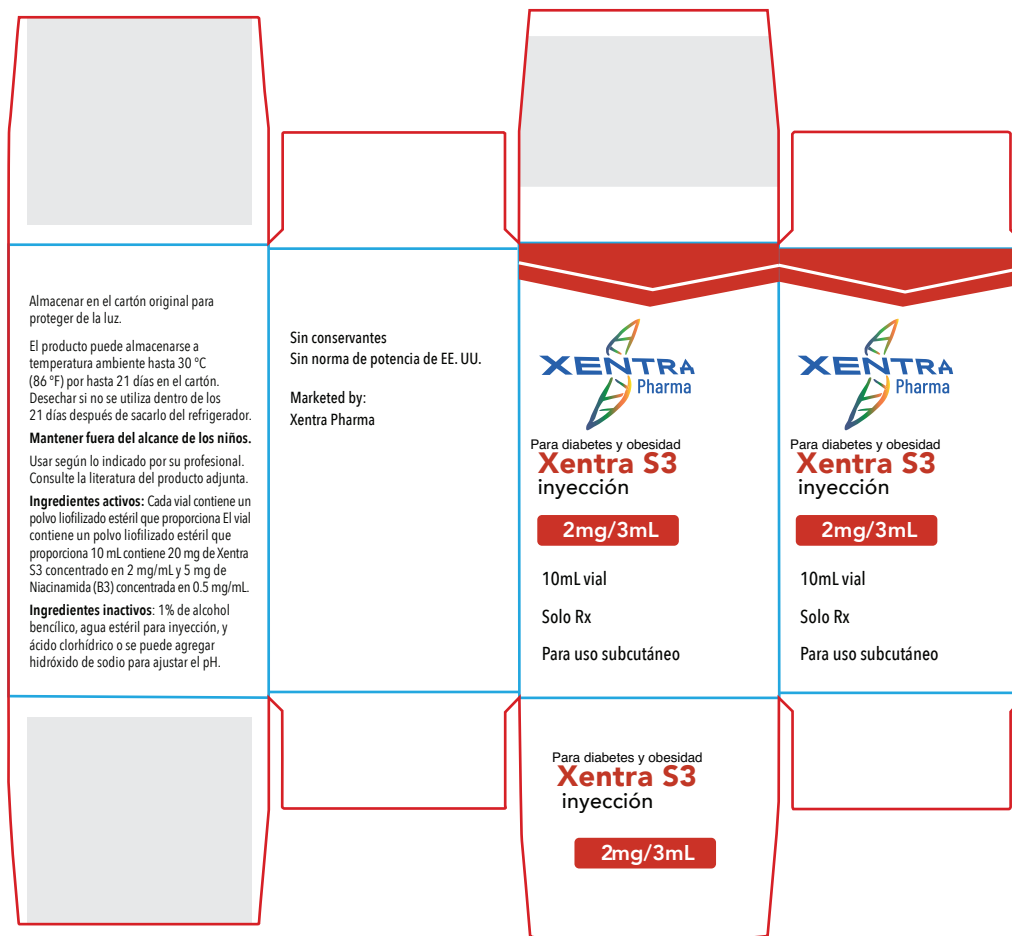 Almacenar en el cartón original para
proteger de la luz.
El producto puede almacenarse a
temperatura ambiente hasta 30 °C
(86 °F) por hasta 21 días en el cartón.
Desechar si no se utiliza dentro de los
21 días después de sacarlo del refrigerador.
Mantener fuera del alcance de los niños.
Usar según lo indicado por su profesional.
Consulte la literatura del producto adjunta.
Ingredientes activos: Cada vial contiene un
polvo liofilizado estéril que proporciona El vial
contiene un polvo liofilizado estéril que
proporciona 10 mL contiene 20 mg de Xentra
S3 concentrado en 2 mg/mL y 5 mg de
Niacinamida (B3) concentrada en 0.5 mg/mL.
Ingredientes inactivos: 1% de alcohol
bencílico, agua estéril para inyección, y
ácido clorhídrico o se puede agregar
hidróxido de sodio para ajustar el pH.
Sin conservantes
Sin norma de potencia de EE. UU.
Marketed by:
Xentra Pharma
XENTRA
Pharma
Para diabetes y obesidad
Xentra S3
inyección
2mg/3mL
10mL vial
Solo Rx
Para uso subcutáneo
XENTRA
Pharma
Para diabetes y obesidad
Xentra S3
inyección
2mg/3mL
10mL vial
Solo Rx
Para uso subcutáneo
Para diabetes y obesidad
Xentra S3
inyección
2mg/3mL